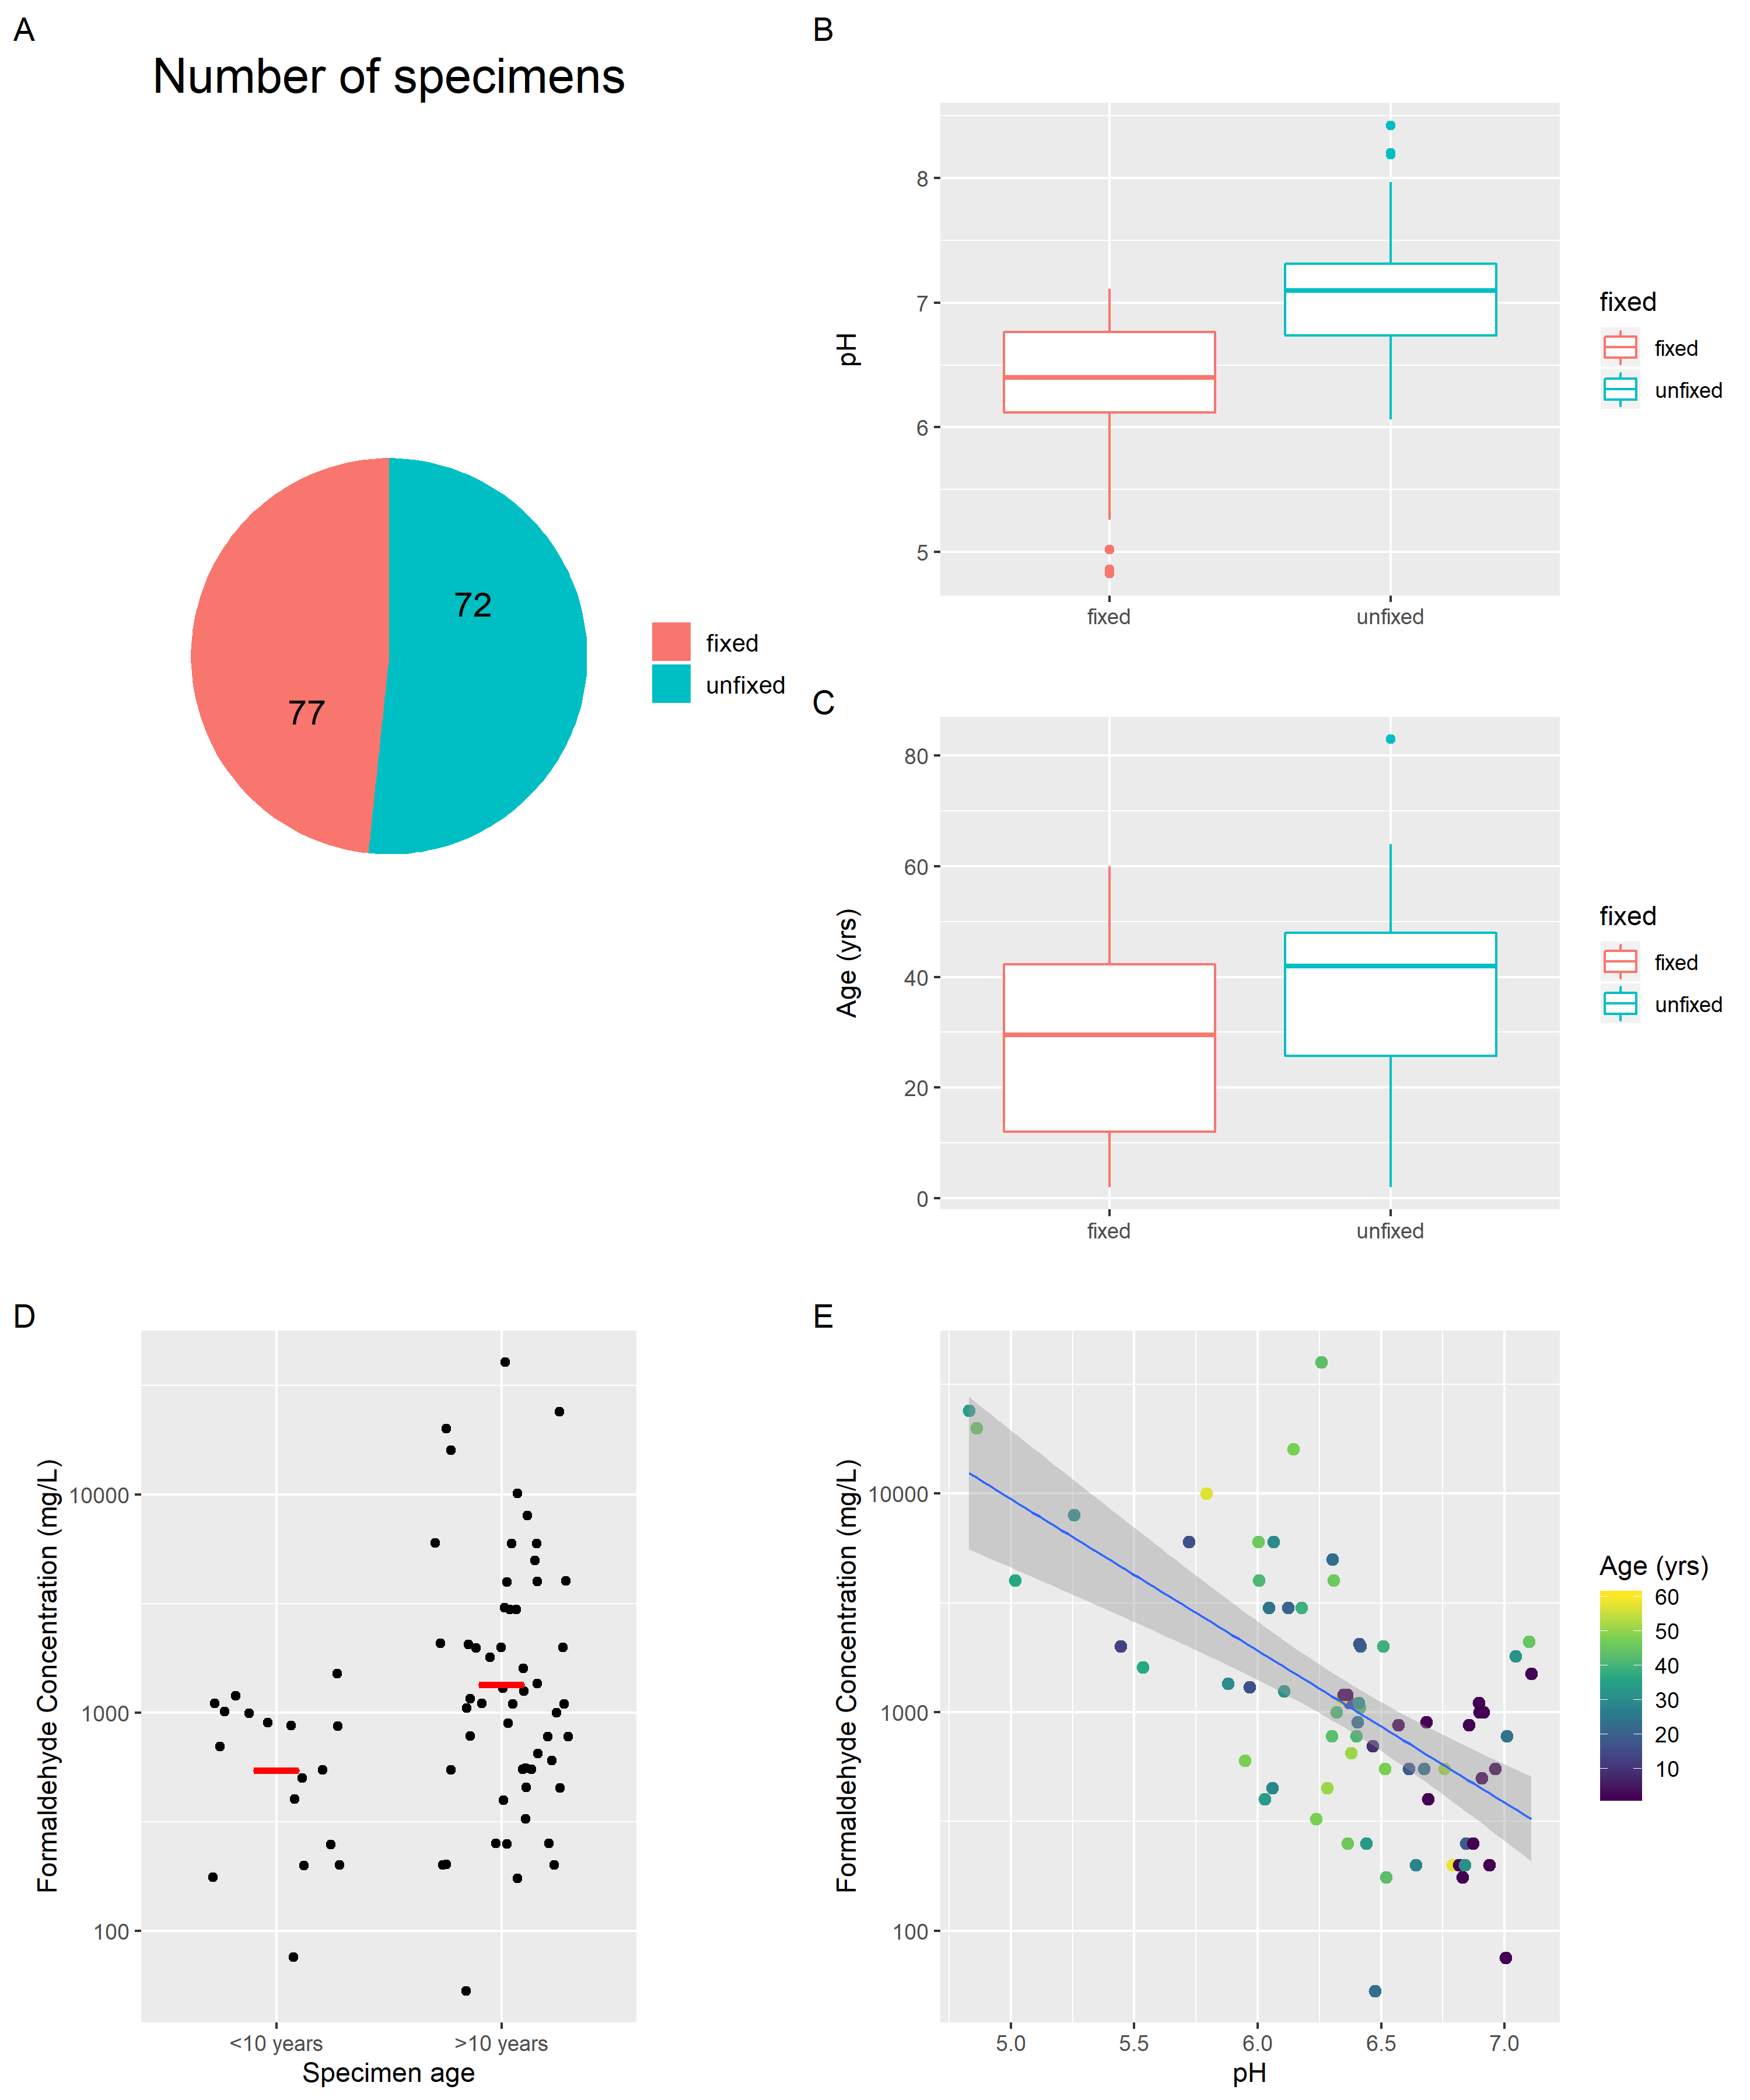 A
Number of specimens
72
77
fixed
unfixed
B
8
7
6
5
pH
fixed
unfixed
fixed
fixed
unfixed
C
80
60
40
20
0
Age (yrs)
fixed
unfixed
fixed
fixed
unfixed
D
10000
1000
100
Formaldehyde Concentration (mg/L)
<10 years
>10 years
Specimen age
E
10000
1000
100
Formaldehyde Concentration (mg/L)
5.0
5.5
6.0
6.5
7.0
pH
Age (yrs)
60
50
40
30
20
10